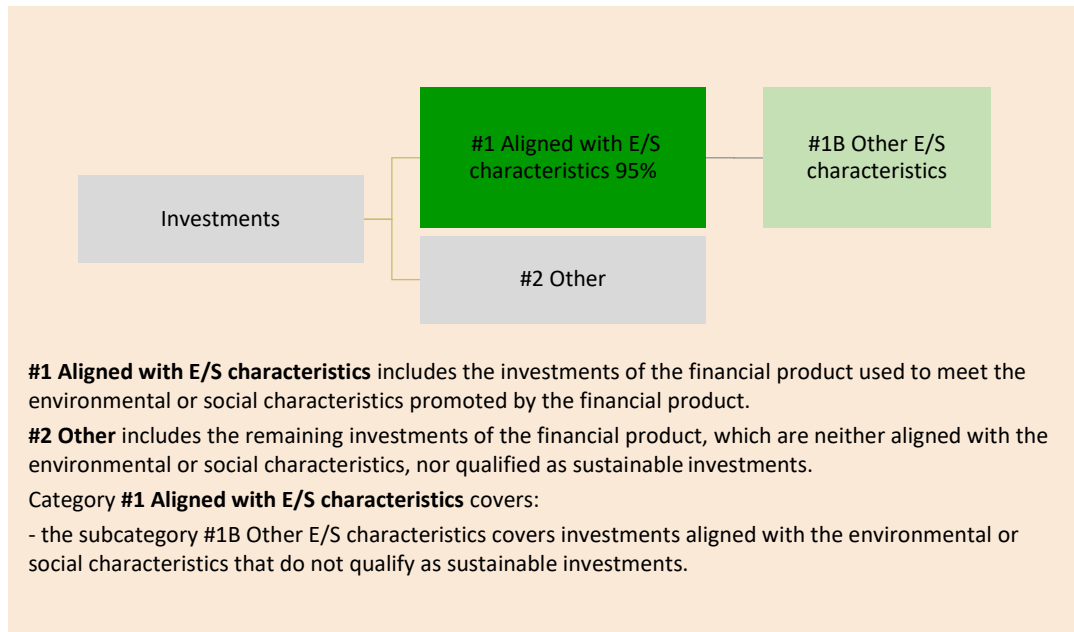 #1 Aligned with E/S
characteristics 95%
#1B Other E/S
characteristics
Investments
#2 Other
#1 Aligned with E/S characteristics includes the investments of the financial product used to meet the
environmental or social characteristics promoted by the financial product.
#2 Other includes the remaining investments of the financial product, which are neither aligned with the
environmental or social characteristics, nor qualified as sustainable investments.
Category #1 Aligned with E/S characteristics covers:
- the subcategory #1B Other E/S characteristics covers investments aligned with the environmental or
social characteristics that do not qualify as sustainable investments.